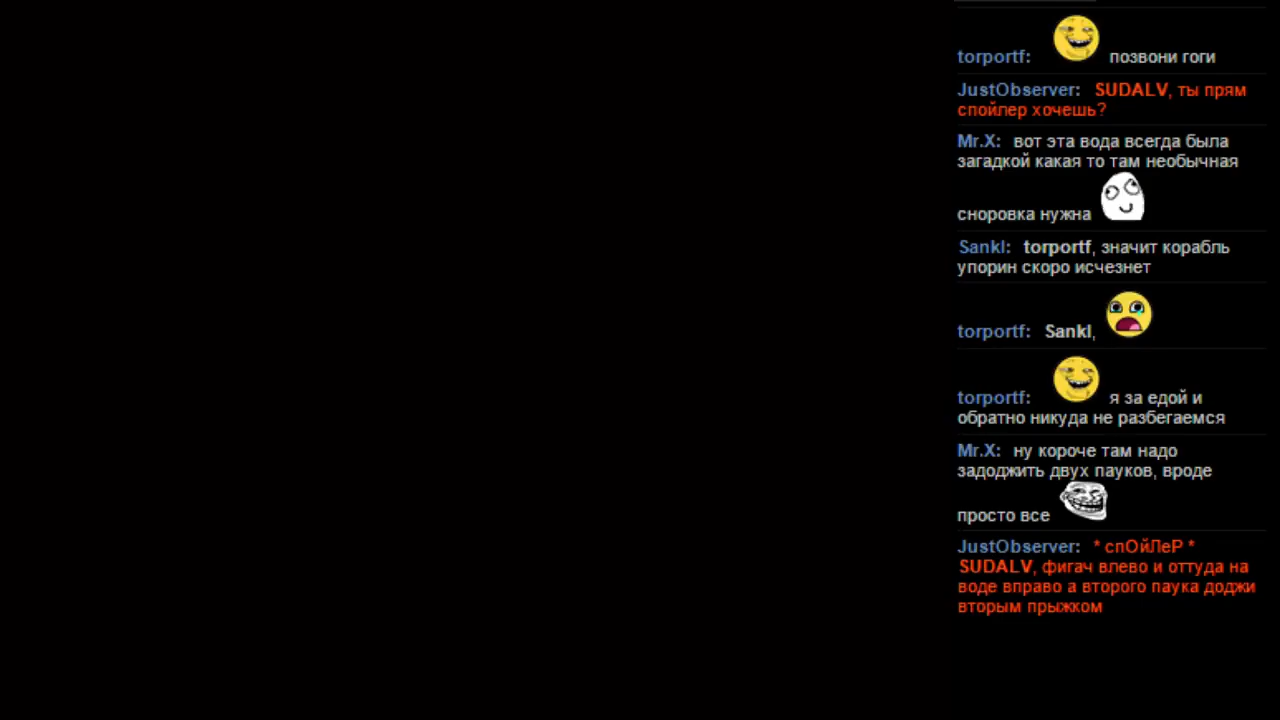 torportf: позвони гоги
JustObserver: SUDALV, ты прям
спойлер хочешь?
Mr.X: вот эта вода всегда была
загадкой какая то там необычная
сноровка нужна
Sankl: torportf, значит корабль
упорин скоро исчезнет
torportf: Sankl,
torportf: я за едой и
обратно никуда не разбегаемся
Mr.X: ну короче там надо
задоджить двух пауков, вроде
просто все
JustObserver: * спОйЛеР *
SUDALV, фигач влево и оттуда на
воде вправо а второго паука доджи
вторым прыжком